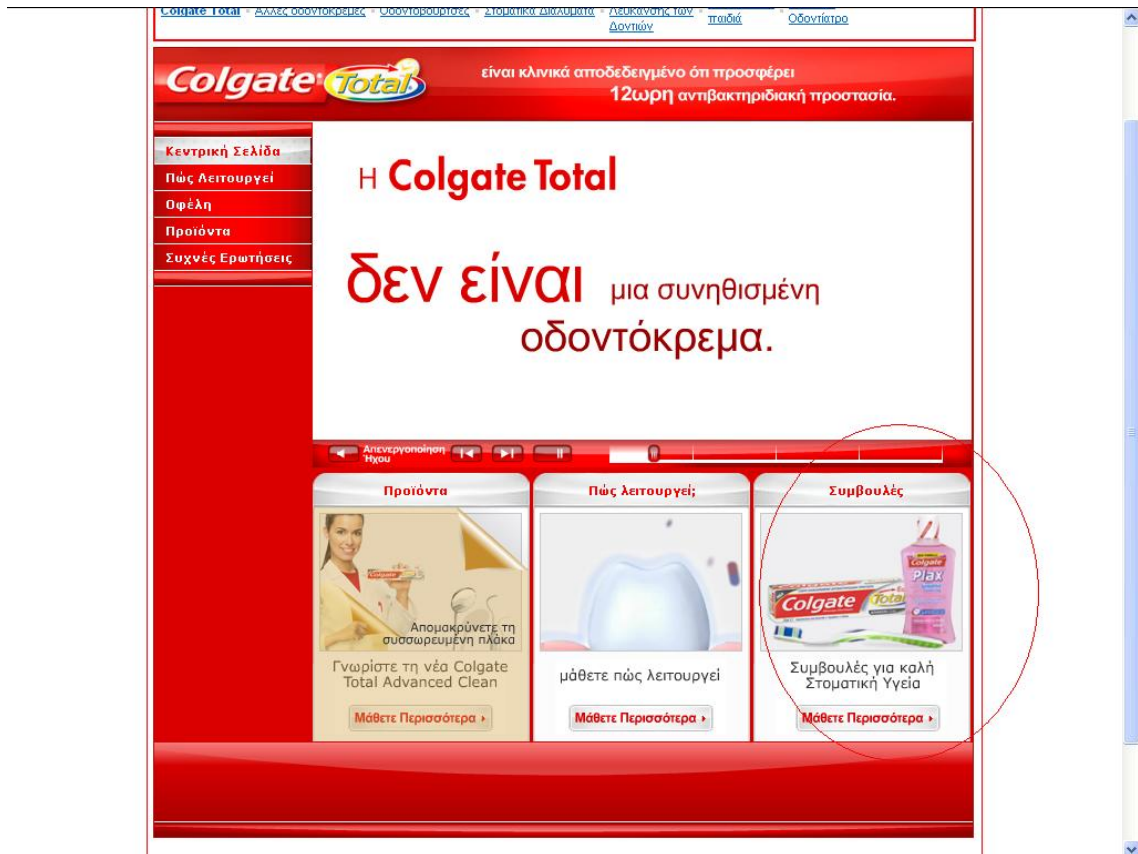 Colgate Total - Άλλες οδοντόκρεμες - Οδοντόβουρτσες - Στοματικά Διαλύματα - Λεύκανσης των
Δοντιών
παιδιά
Οδοντίατρο
Colgate Total
είναι κλινικά αποδεδειγμένο ότι προσφέρει
12ωρη αντιβακτηριδιακή προστασία.
Κεντρική Σελίδα
Πώς Λειτουργεί
Οφέλη
Προϊόντα
Συχνές Ερωτήσεις
Η Colgate Total
δεν είναι μια συνηθισμένη
οδοντόκρεμα.
Απενεργοποίηση
Ήχου
Προϊόντα
Colgate
Απομακρύνετε τη
συσσωρευμένη πλάκα
Γνωρίστε τη νέα Colgate
Total Advanced Clean
Μάθετε Περισσότερα
Πώς λειτουργεί;
μάθετε πώς λειτουργεί
Μάθετε Περισσότερα
Συμβουλές
Colgate
Plax
Colgate Total
Συμβουλές για καλή
Στοματική Υγεία
Μάθετε Περισσότερα